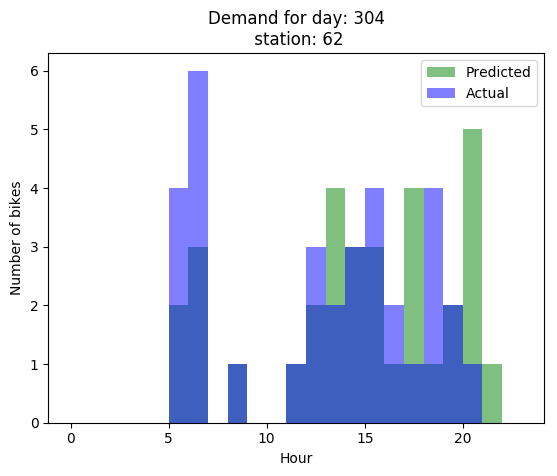 Demand for day: 304
station: 62
Predicted
Actual
Number of bikes
6
5
4
3
2
1
0
0 5 10 15 20
Hour